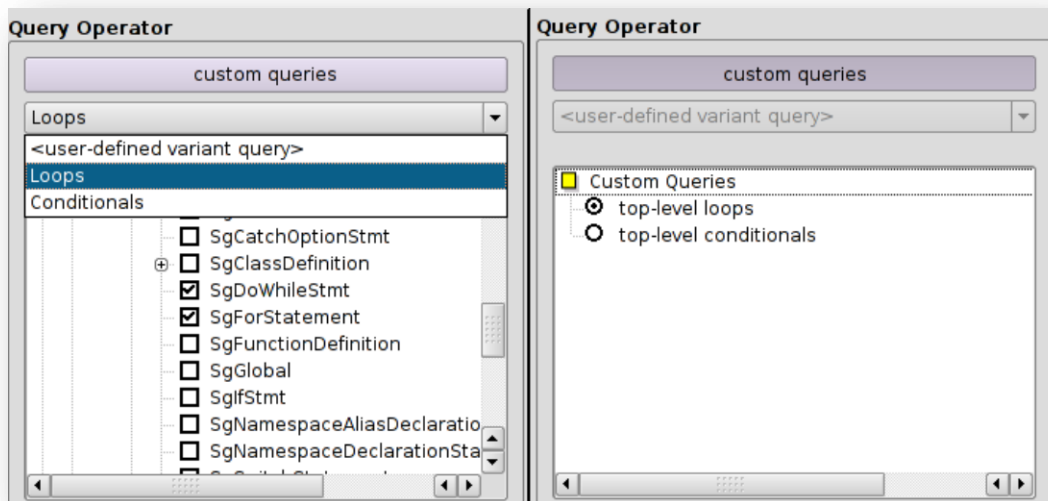 Query Operator
custom queries
Loops
<user-defined variant query>
Loops
Conditionals
SgCatchOptionStmt
SgClassDefinition
SgDoWhileStmt
SgForStatement
SgFunctionDefinition
SgGlobal
SgIfStmt
SgNamespaceAliasDeclaratio
SgNamespaceDeclarationSta
Query Operator
custom queries
<user-defined variant query>
Custom Queries
top-level loops
top-level conditionals